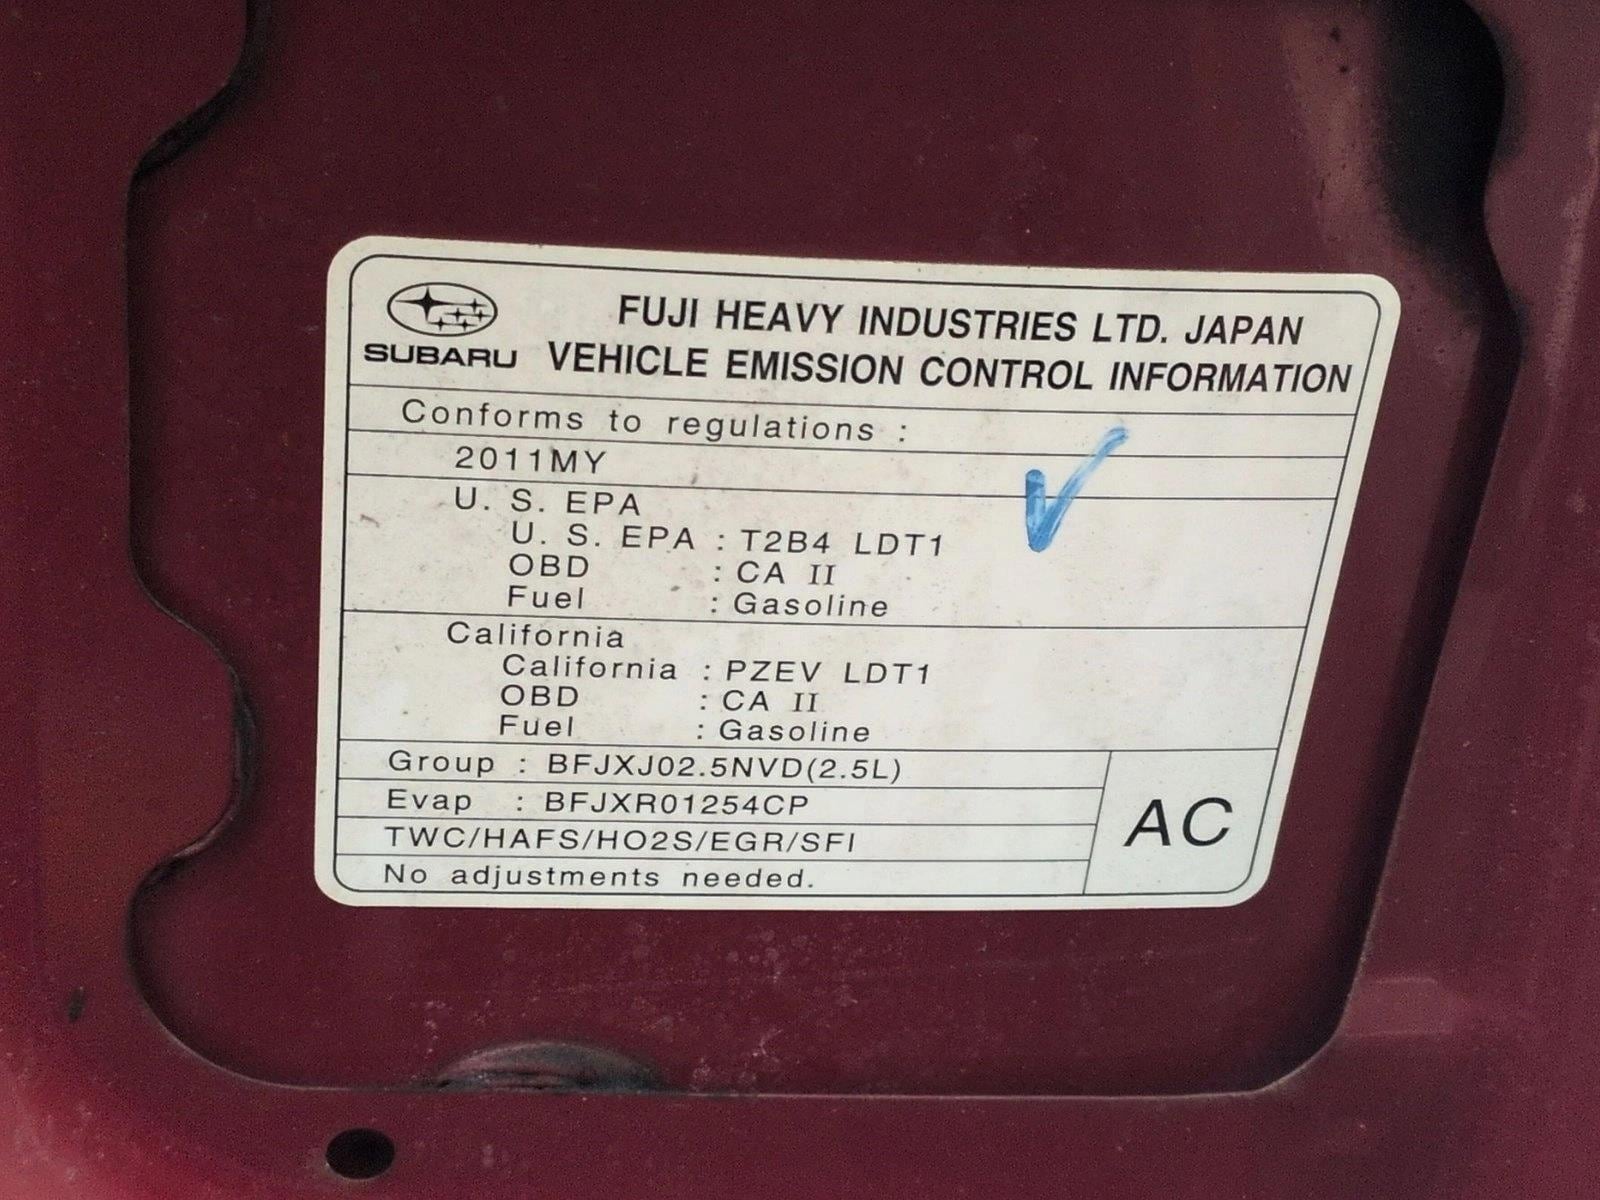 FUJI HEAVY INDUSTRIES LTD. JAPAN
SUBARU VEHICLE EMISSION CONTROL INFORMATION
Conforms to regulations :
2011MY
U. S. EPA
U. S. EPA : T2B4 LDT1
OBD : CA II
Fuel : Gasoline
California
California : PZEV LDT1
OBD : CA II
Fuel : Gasoline
Group : BFJXJ02.5NVD(2.5L)
Evap : BFJXR01254CP
TWC/HAFS/HO2S/EGR/SFI
No adjustments needed.
AC